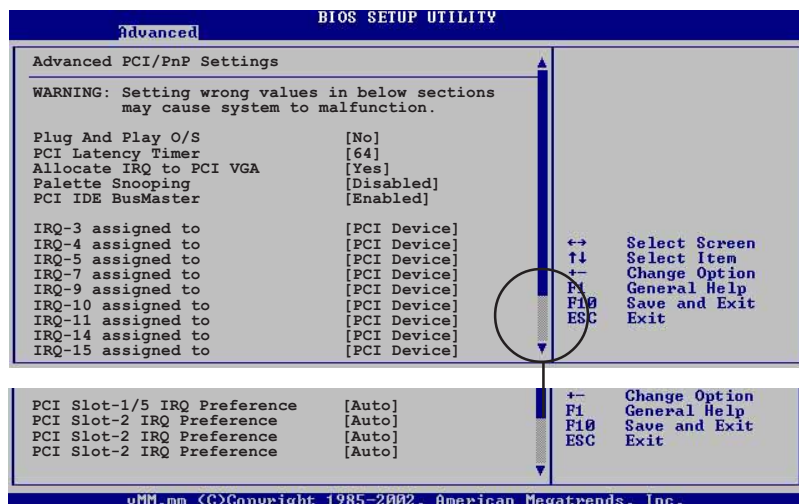 BIOS SETUP UTILITY
Advanced
Advanced PCI/PnP Settings
WARNING: Setting wrong values in below sections
may cause system to malfunction.
Plug And Play O/S [No]
PCI Latency Timer [64]
Allocate IRQ to PCI VGA [Yes]
Palette Snooping [Disabled]
PCI IDE BusMaster [Enabled]
IRQ-3 assigned to [PCI Device]
IRQ-4 assigned to [PCI Device]
IRQ-5 assigned to [PCI Device]
IRQ-7 assigned to [PCI Device]
IRQ-9 assigned to [PCI Device]
IRQ-10 assigned to [PCI Device]
IRQ-11 assigned to [PCI Device]
IRQ-14 assigned to [PCI Device]
IRQ-15 assigned to [PCI Device]
←→ Select Screen
↑↓ Select Item
+- Change Option
F1 General Help
F10 Save and Exit
ESC Exit
PCI Slot-1/5 IRQ Preference [Auto]
PCI Slot-2 IRQ Preference [Auto]
PCI Slot-2 IRQ Preference [Auto]
PCI Slot-2 IRQ Preference [Auto]
+- Change Option
F1 General Help
F10 Save and Exit
ESC Exit
vMM.mm (C)Copyright 1985-2002, American Megatrends, Inc.